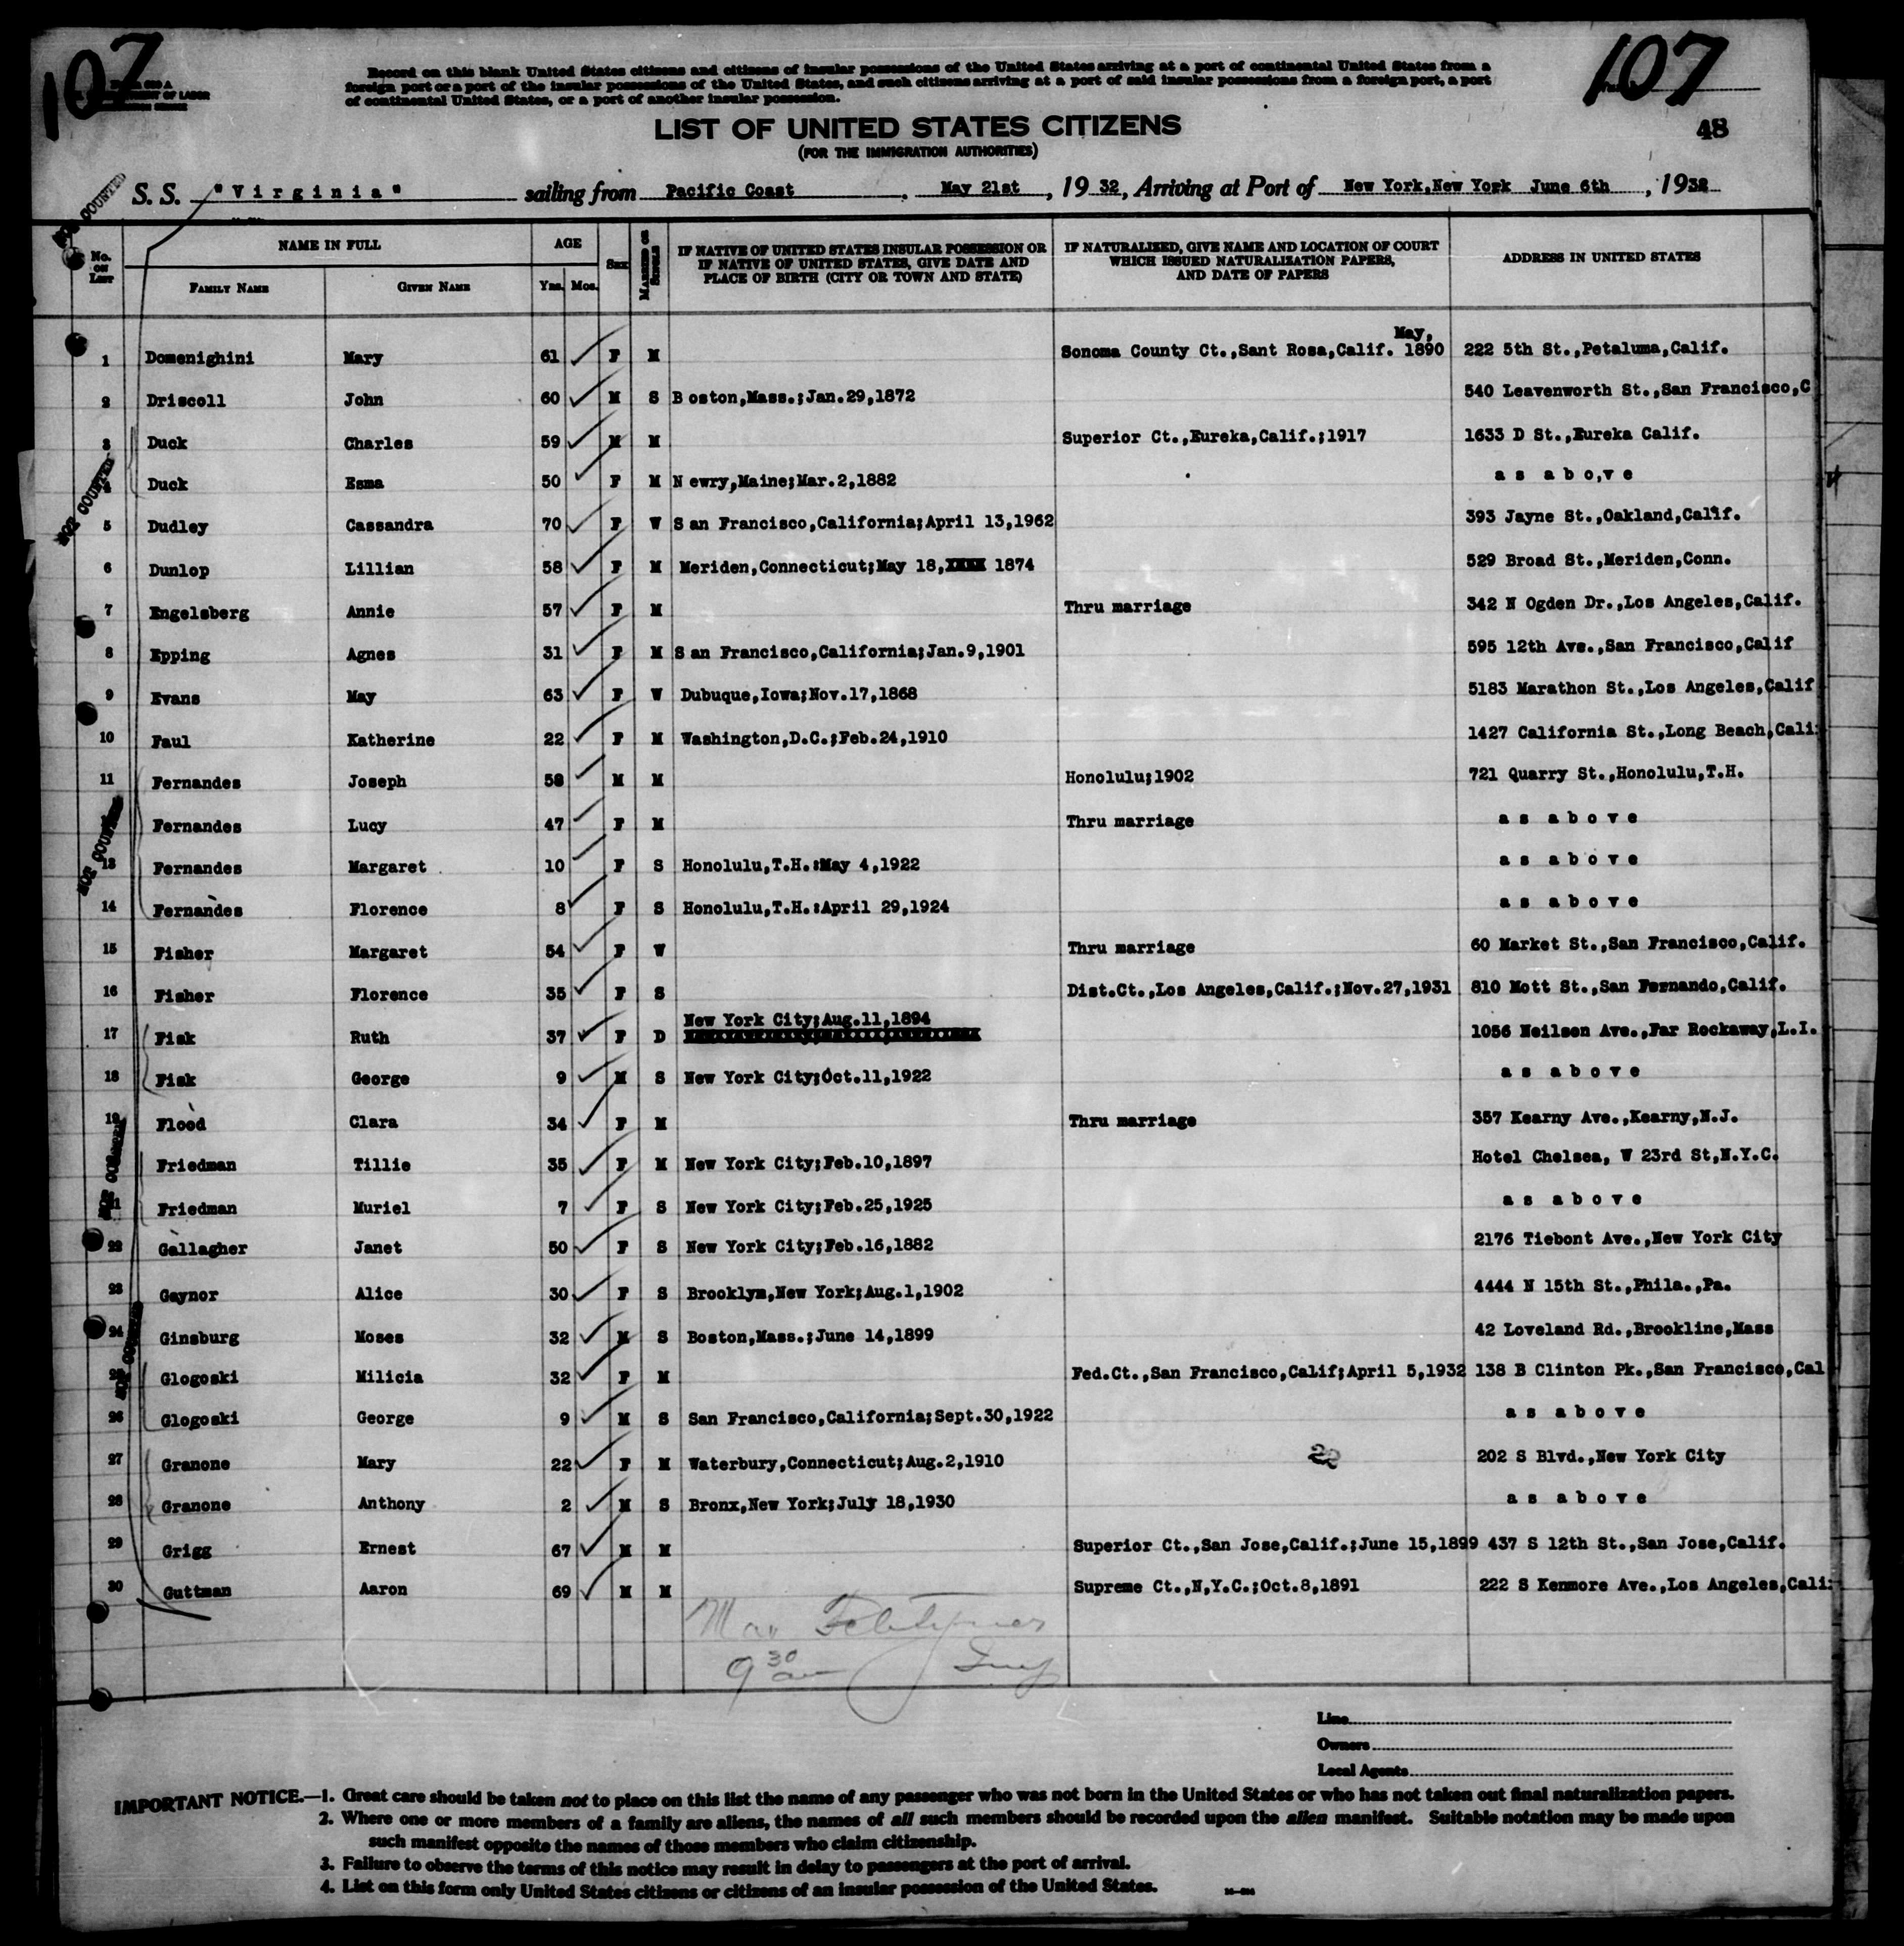 107
107
48
OF LABOR
Record on this blank United States citizens and citizens of insular possessions of the United States arriving at a port of continental United States from a
foreign port or a port of the insular possessions of the United States, and such citizens arriving at a port of said insular possessions from a foreign port, a port
of continental United States, or a port of another insular possession.
LIST OF UNITED STATES CITIZENS
(FOR THE IMMIGRATION AUTHORITIES)
S. S. "Virginia" sailing from Pacific Coast, May 21st, 1932, Arriving at Port of New York,New York June 6th, 1932
No. on List NAME IN FULL Family Name Given Name AGE Yrs. Mos. Sex Married or Single IF NATIVE OF UNITED STATES INSULAR POSSESSION OR IF NATIVE OF UNITED STATES, GIVE DATE AND PLACE OF BIRTH (CITY OR TOWN AND STATE) IF NATURALIZED, GIVE NAME AND LOCATION OF COURT WHICH ISSUED NATURALIZATION PAPERS, AND DATE OF PAPERS ADDRESS IN UNITED STATES
1 Domenighini Mary 61 F M Sonoma County Ct.,Sant Rosa,Calif. May, 1890 222 5th St.,Petaluma,Calif.
2 Driscoll John 60 M S Boston,Mass.;Jan.29,1872 540 Leavenworth St.,San Francisco,C
3 Duck Charles 59 M M Superior Ct.,Eureka,Calif.;1917 1633 D St.,Eureka Calif.
4 Duck Esma 50 F M Newry,Maine;Mar.2,1882 as abo,ve
5 Dudley Cassandra 70 F W San Francisco,California;April 13,1962 393 Jayne St.,Oakland,Calif.
6 Dunlop Lillian 58 F M Meriden,Connecticut;May 18,XXXX 1874 529 Broad St.,Meriden,Conn.
7 Engelsberg Annie 57 F M Thru marriage 342 N Ogden Dr.,Los Angeles,Calif.
8 Epping Agnes 31 F M San Francisco,California;Jan.9,1901 595 12th Ave.,San Francisco,Calif
9 Evans May 63 F W Dubuque,Iowa;Nov.17,1868 5183 Marathon St.,Los Angeles,Calif
10 Faul Katherine 22 F M Washington,D.C.;Feb.24,1910 1427 California St.,Long Beach,Cali
11 Fernandes Joseph 58 M M Honolulu;1902 721 Quarry St.,Honolulu,T.H.
Fernandes Lucy 47 F M Thru marriage as above
13 Fernandes Margaret 10 F S Honolulu,T.H.:May 4,1922 as above
14 Fernandes Florence 8 F S Honolulu,T.H.:April 29,1924 as above
15 Fisher Margaret 54 F W Thru marriage 60 Market St.,San Francisco,Calif.
16 Fisher Florence 35 F S Dist.Ct.,Los Angeles,Calif.;Nov.27,1931 810 Mott St.,San Fernando,Calif.
17 Fisk Ruth 37 F D New York City;Aug.11,1894 1056 Neilsen Ave.,Far Rockaway,L.I.
18 Fisk George 9 M S New York City;Oct.11,1922 as above
19 Flood Clara 34 F M Thru marriage 357 Kearny Ave.,Kearny,N.J.
Friedman Tillie 35 F M New York City;Feb.10,1897 Hotel Chelsea, W 23rd St,N.Y.C.
21 Friedman Muriel 7 F S New York City;Feb.25,1925 as above
22 Gallagher Janet 50 F S New York City;Feb.16,1882 2176 Tiebont Ave.,New York City
23 Gaynor Alice 30 F S Brooklyn,New York;Aug.1,1902 4444 N 15th St.,Phila.,Pa.
24 Ginsburg Moses 32 M S Boston,Mass.;June 14,1899 42 Loveland Rd.,Brookline,Mass
25 Glogoski Milicia 32 F M Fed.Ct.,San Francisco,Calif;April 5,1932 138 B Clinton Pk.,San Francisco,Cal
26 Glogoski George 9 M S San Francisco,California;Sept.30,1922 as above
27 Granone Mary 22 F M Waterbury,Connecticut;Aug.2,1910 202 S Blvd.,New York City
28 Granone Anthony 2 M S Bronx,New York;July 18,1930 as above
29 Grigg Ernest 67 M M Superior Ct.,San Jose,Calif.;June 15,1899 437 S 12th St.,San Jose,Calif.
30 Guttman Aaron 69 M M Supreme Ct.,N,Y.C.;Oct.8,1891 222 S Kenmore Ave.,Los Angeles,Cali
NOT COUNTED
NOT COUNTED
NOT COUNTED
NOT COUNTED
NOT COUNTED
9 30 am
Line
Owners
Local Agents
IMPORTANT NOTICE.—1. Great care should be taken not to place on this list the name of any passenger who was not born in the United States or who has not taken out final naturalization papers.
2. Where one or more members of a family are aliens, the names of all such members should be recorded upon the alien manifest. Suitable notation may be made upon
such manifest opposite the names of those members who claim citizenship.
3. Failure to observe the terms of this notice may result in delay to passengers at the port of arrival.
4. List on this form only United States citizens or citizens of an insular possession of the United States.